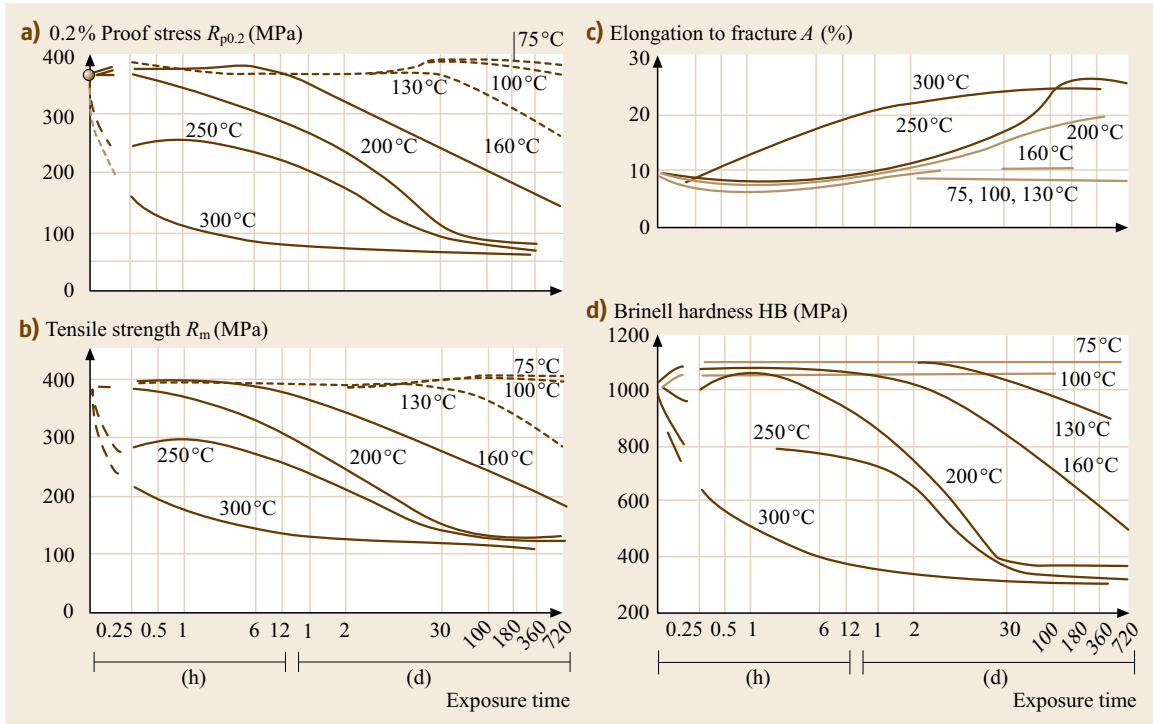 a) 0.2% Proof stress Rp0.2 (MPa)
400
300
200
100
0
75 °C
100 °C
130 °C
160 °C
200 °C
250 °C
300 °C
b) Tensile strength Rm (MPa)
400
300
400
100
0
75 °C
100 °C
130 °C
160 °C
200 °C
250 °C
300 °C
0.25 0.5 1 6 12 1 2 30 100 180 360 720
(h) (d)
Exposure time
c) Elongation to fracture A (%)
30
20
10
0
300 °C
250 °C
200 °C
160 °C
75, 100, 130 °C
d) Brinell hardness HB (MPa)
1200
1000
800
600
400
200
75 °C
100 °C
130 °C
160 °C
200 °C
250 °C
300 °C
0.25 0.5 1 6 12 1 2 30 100 180 360 720
(h) (d)
Exposure time